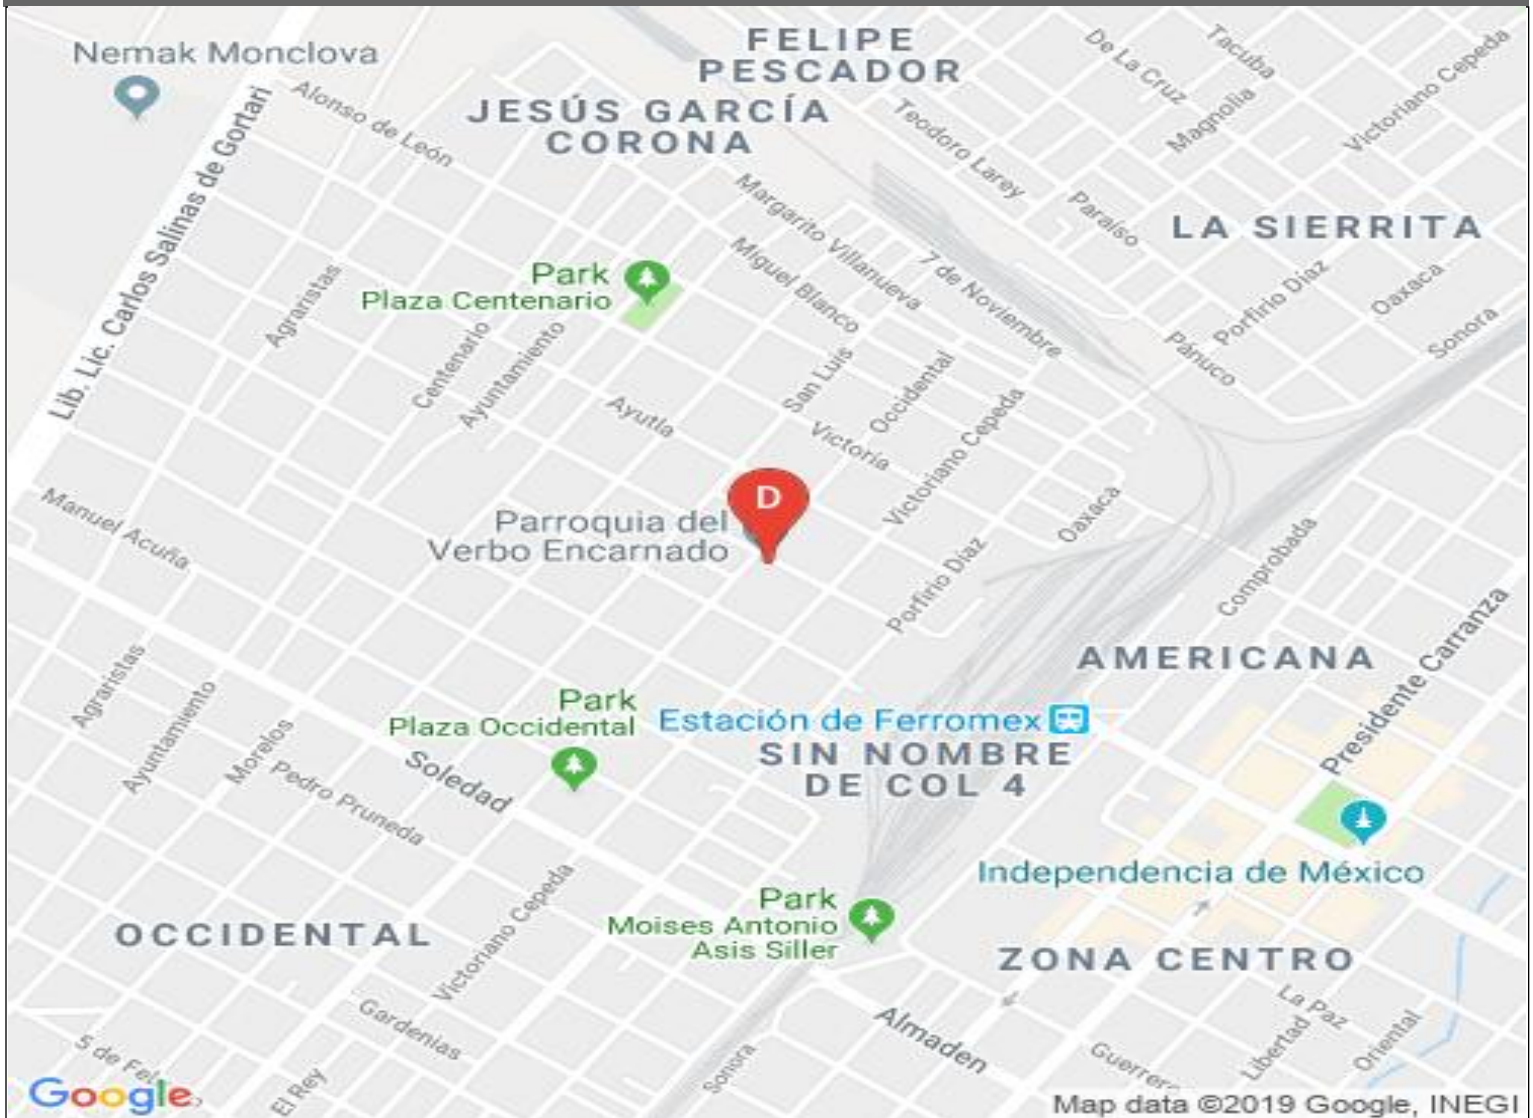 Nemak Monclova
FELIPE
PESCADOR
De La Cruz
Tacuba
Victoriano Cepeda
Magnolia
Alonso de León
JESÚS GARCÍA
CORONA
Teodoro Larey
Lib. Lic. Carlos Salinas de Gortari
Margarito Villanueva
Paraíso
LA SIERRITA
Miguel Blanco
7 de Noviembre
Agraristas
Park
Plaza Centenario
Porfirio Díaz
Oaxaca
Sonora
Pánuco
Centenario
Ayuntamiento
San Luis
Occidental
Ayutla
Victoria
Victoriano Cepeda
D
Manuel Acuña
Parroquia del
Verbo Encarnado
Oaxaca
Porfirio Díaz
Comprobada
Presidente Carranza
AMERICANA
Agraristas
Ayuntamiento
Morelos
Park
Plaza Occidental
Estación de Ferromex
SIN NOMBRE
DE COL 4
Soledad
Pedro Pruneda
Independencia de México
Park
Moises Antonio
Asis Siller
OCCIDENTAL
Victoriano Cepeda
ZONA CENTRO
La Paz
Gardenias
Almaden
Libertad
Oriental
5 de Fe
Guerrer
El Rey
Sonora
Google
Map data ©2019 Google, INEGI